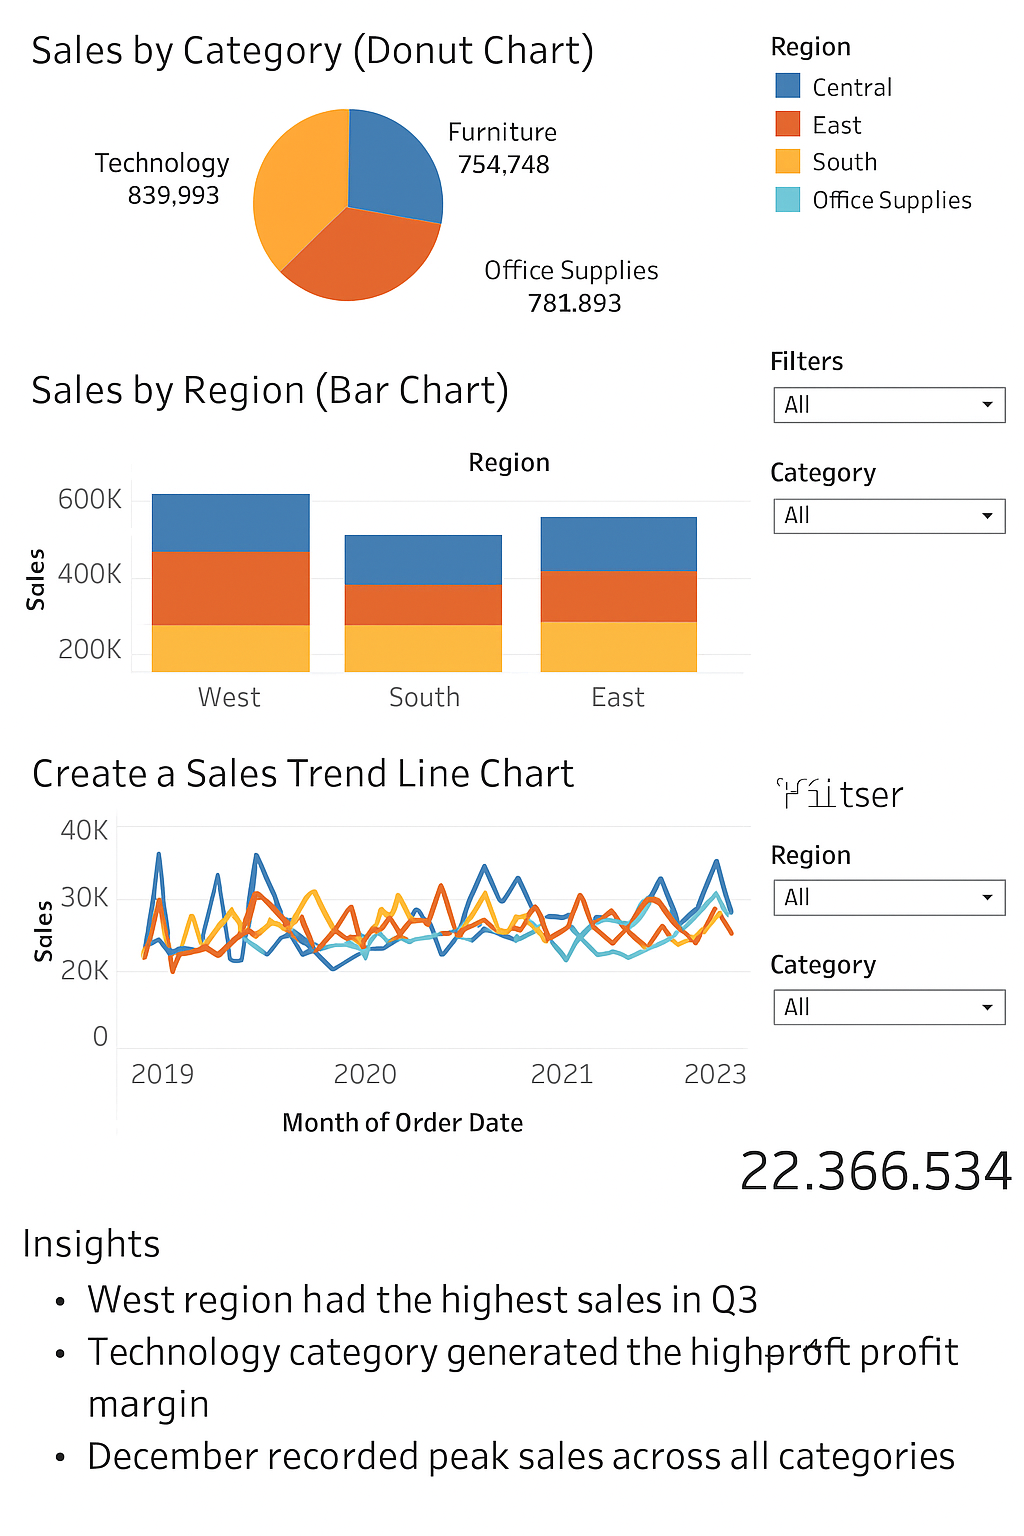 Sales by Category (Donut Chart)
Technology
839,993
Furniture
754,748
Office Supplies
781.893
Region
Central
East
South
Office Supplies
Sales by Region (Bar Chart)
Filters
All
Category
All
Region
Sales
600K
400K
200K
West
South
East
Create a Sales Trend Line Chart
Sales
40K
30K
20K
0
2019
2020
2021
2023
Month of Order Date
Region
All
Category
All
22.366.534
Insights
• West region had the highest sales in Q3
• Technology category generated the profit
margin
• December recorded peak sales across all categories